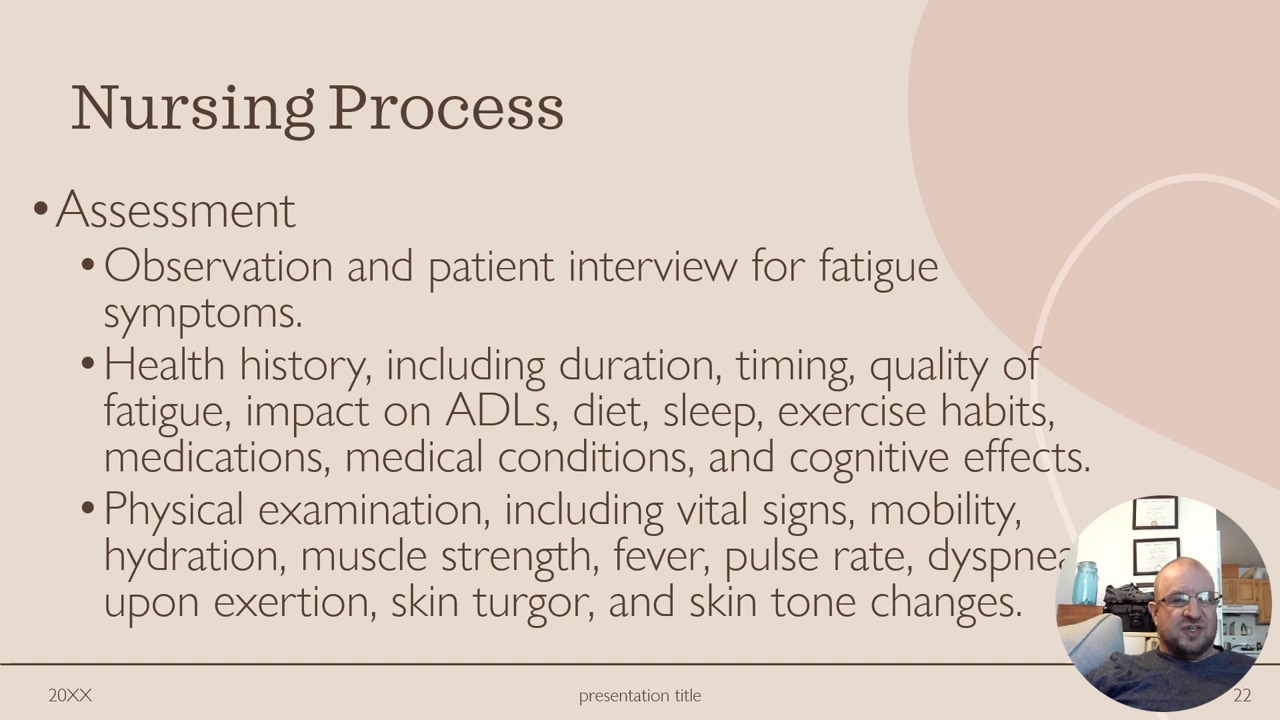 Nursing Process
•Assessment
•Observation and patient interview for fatigue
symptoms.
•Health history, including duration, timing, quality of
fatigue, impact on ADLs, diet, sleep, exercise habits,
medications, medical conditions, and cognitive effects.
•Physical examination, including vital signs, mobility,
hydration, muscle strength, fever, pulse rate, dyspnea
upon exertion, skin turgor, and skin tone changes.
20XX
presentation title
22